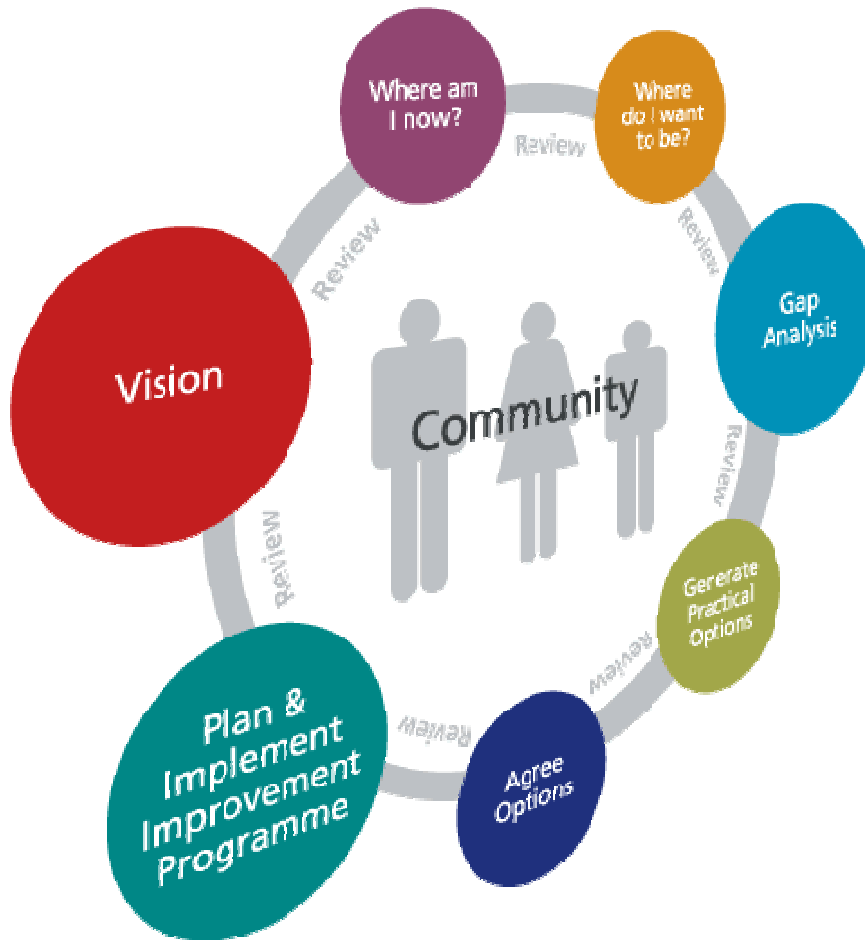 Vision
Review
Where am
I now?
Review
Where
do I want
to be?
Review
Gap
Analysis
Review
Gererate
Practical
Options
Review
Agree
Options
Review
Plan &
Implement
Improvement
Programme
Review
Community